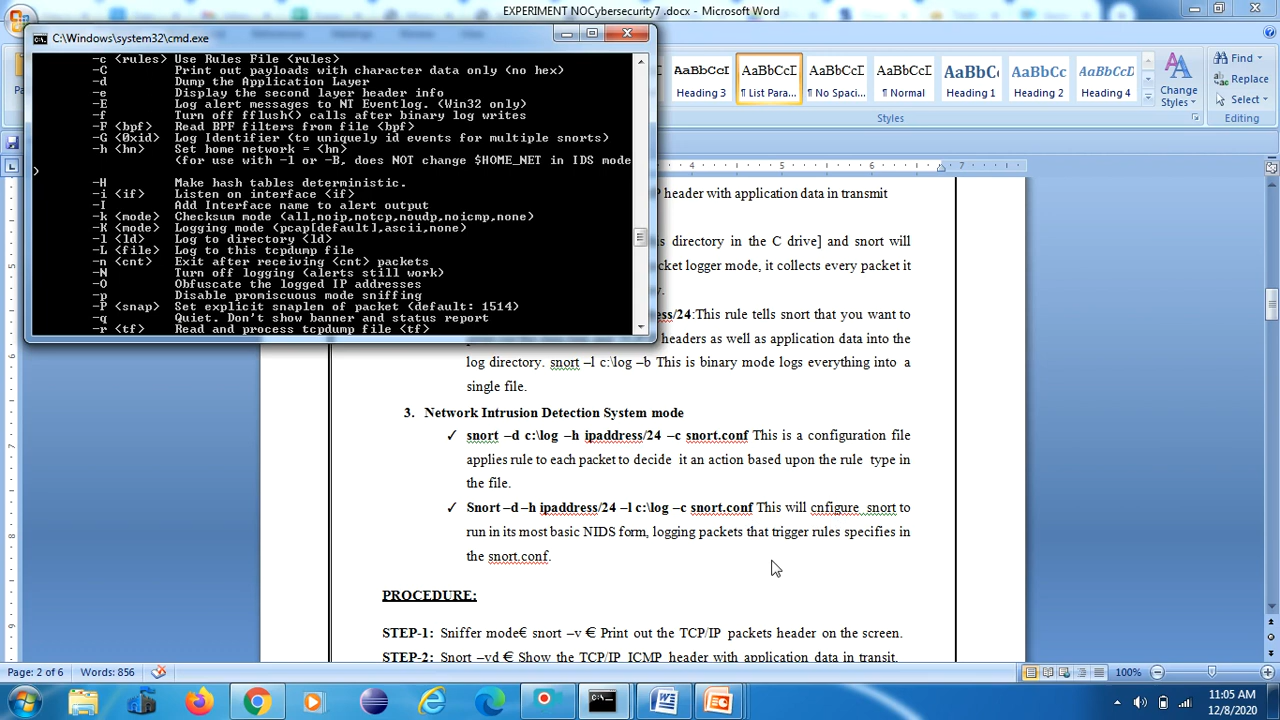 EXPERIMENT NOCybersecurity7 .docx - Microsoft Word
C:\Windows\system32\cmd.exe
-c <rules> Use Rules File <rules>
-C Print out payloads with character data only (no hex)
-d Dump the Application Layer
-e Display the second layer header info
-E Log alert messages to NT Eventlog. (Win32 only)
-f Turn off fflush() calls after binary log writes
-F <bpf> Read BPF filters from file <bpf>
-G <0xid> Log Identifier (to uniquely id events for multiple snorts)
-h <hn> Set home network = <hn>
(for use with -l or -B, does NOT change $HOME_NET in IDS mode
)
-H Make hash tables deterministic.
-i <if> Listen on interface <if>
-I Add Interface name to alert output
-k <mode> Checksum mode (all,noip,notcp,noudp,noicmp,none)
-K <mode> Logging mode (pcap[default],ascii,none)
-l <ld> Log to directory <ld>
-L <file> Log to this tcpdump file
-n <cnt> Exit after receiving <cnt> packets
-N Turn off logging (alerts still work)
-O Obfuscate the logged IP addresses
-p Disable promiscuous mode sniffing
-P <snap> Set explicit snaplen of packet (default: 1514)
-q Quiet. Don't show banner and status report
-r <tf> Read and process tcpdump file <tf>
AaBbCcI AaBbCcI AaBbCcI AaBbCcI AaBbC AaBbCc AaBbCcI
Heading 3 ¶ List Para... ¶ No Spaci... ¶ Normal Heading 1 Heading 2 Heading 4
Change Styles
Styles
Find
Replace
Select
Editing
4 5 6 7
P header with application data in transmit
is directory in the C drive] and snort will
cket logger mode, it collects every packet it
y.
ess/24:This rule tells snort that you want to
headers as well as application data into the
log directory. snort –l c:\log –b This is binary mode logs everything into a
single file.
3. Network Intrusion Detection System mode
✓ snort –d c:\log –h ipaddress/24 –c snort.conf This is a configuration file
applies rule to each packet to decide it an action based upon the rule type in
the file.
✓ Snort –d –h ipaddress/24 –l c:\log –c snort.conf This will cnfigure snort to
run in its most basic NIDS form, logging packets that trigger rules specifies in
the snort.conf.
PROCEDURE:
STEP-1: Sniffer mode€ snort –v € Print out the TCP/IP packets header on the screen.
STEP-2: Snort –vd € Show the TCP/IP ICMP header with application data in transit.
Page: 2 of 6 Words: 856 100%
11:05 AM
12/8/2020